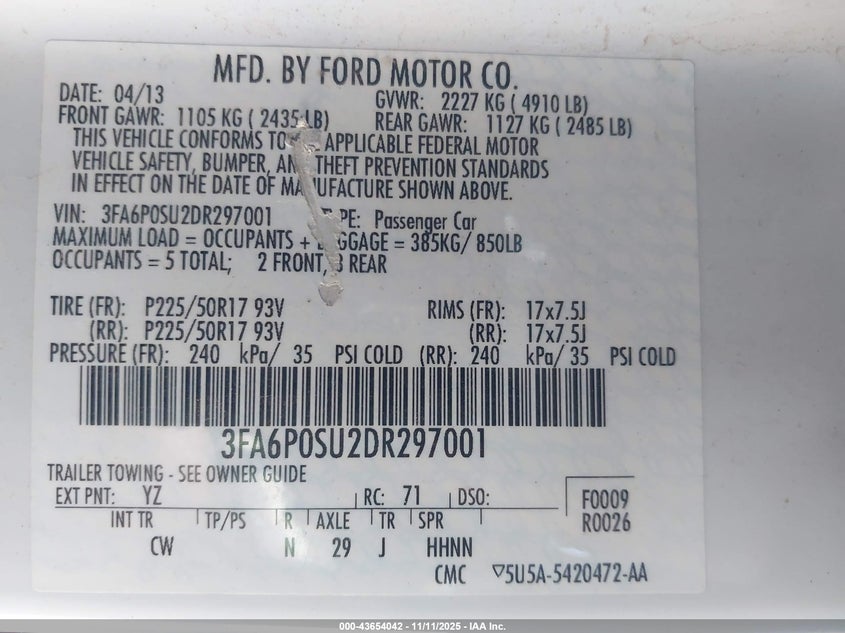 MFD. BY FORD MOTOR CO.
DATE: 04/13 GVWR: 2227 KG ( 4910 LB)
FRONT GAWR: 1105 KG ( 2435 LB) REAR GAWR: 1127 KG ( 2485 LB)
THIS VEHICLE CONFORMS TO APPLICABLE FEDERAL MOTOR
VEHICLE SAFETY, BUMPER, AND THEFT PREVENTION STANDARDS
IN EFFECT ON THE DATE OF MANUFACTURE SHOWN ABOVE.
VIN: 3FA6P0SU2DR297001 TYPE: Passenger Car
MAXIMUM LOAD = OCCUPANTS + LUGGAGE = 385KG/ 850LB
OCCUPANTS = 5 TOTAL; 2 FRONT, 3 REAR
TIRE (FR): P225/50R17 93V RIMS (FR): 17x7.5J
(RR): P225/50R17 93V (RR): 17x7.5J
PRESSURE (FR): 240 kPa/ 35 PSI COLD (RR): 240 kPa/ 35 PSI COLD
3FA6P0SU2DR297001
TRAILER TOWING - SEE OWNER GUIDE
EXT PNT: YZ RC: 71 DSO: F0009
INT TR TP/PS R AXLE TR SPR R0026
CW N 29 J HHNN
CMC ▽5U5A-5420472-AA
000-43654042 - 11/11/2025 - IAA Inc.